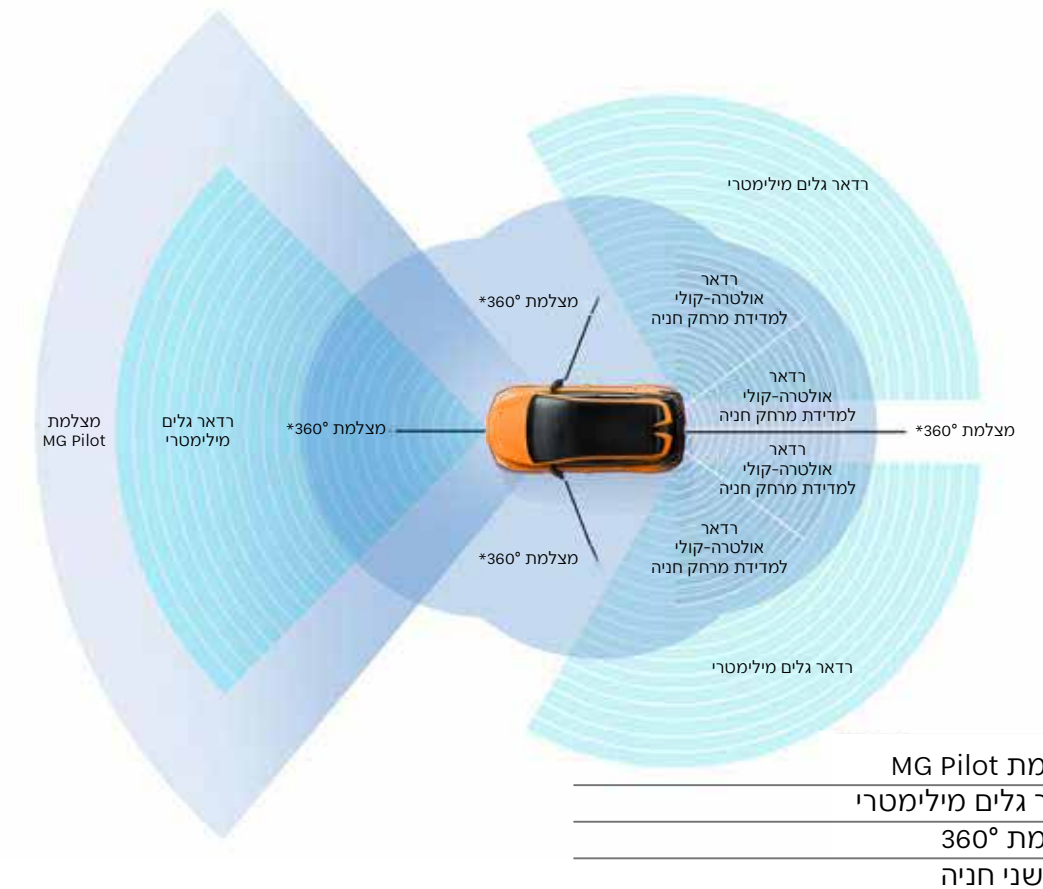 רדאר גלים מילימטרי
רדאר
אולטרה-קולי
למדידת מרחק חניה
מצלמת 360°*
רדאר
אולטרה-קולי
למדידת מרחק חניה
מצלמת
MG Pilot
רדאר גלים
מילימטרי
מצלמת 360°*
מצלמת 360°*
רדאר
אולטרה-קולי
למדידת מרחק חניה
רדאר
אולטרה-קולי
למדידת מרחק חניה
מצלמת 360°*
רדאר גלים מילימטרי
MG Pilot
גלים מילימטרי
360°
חניה